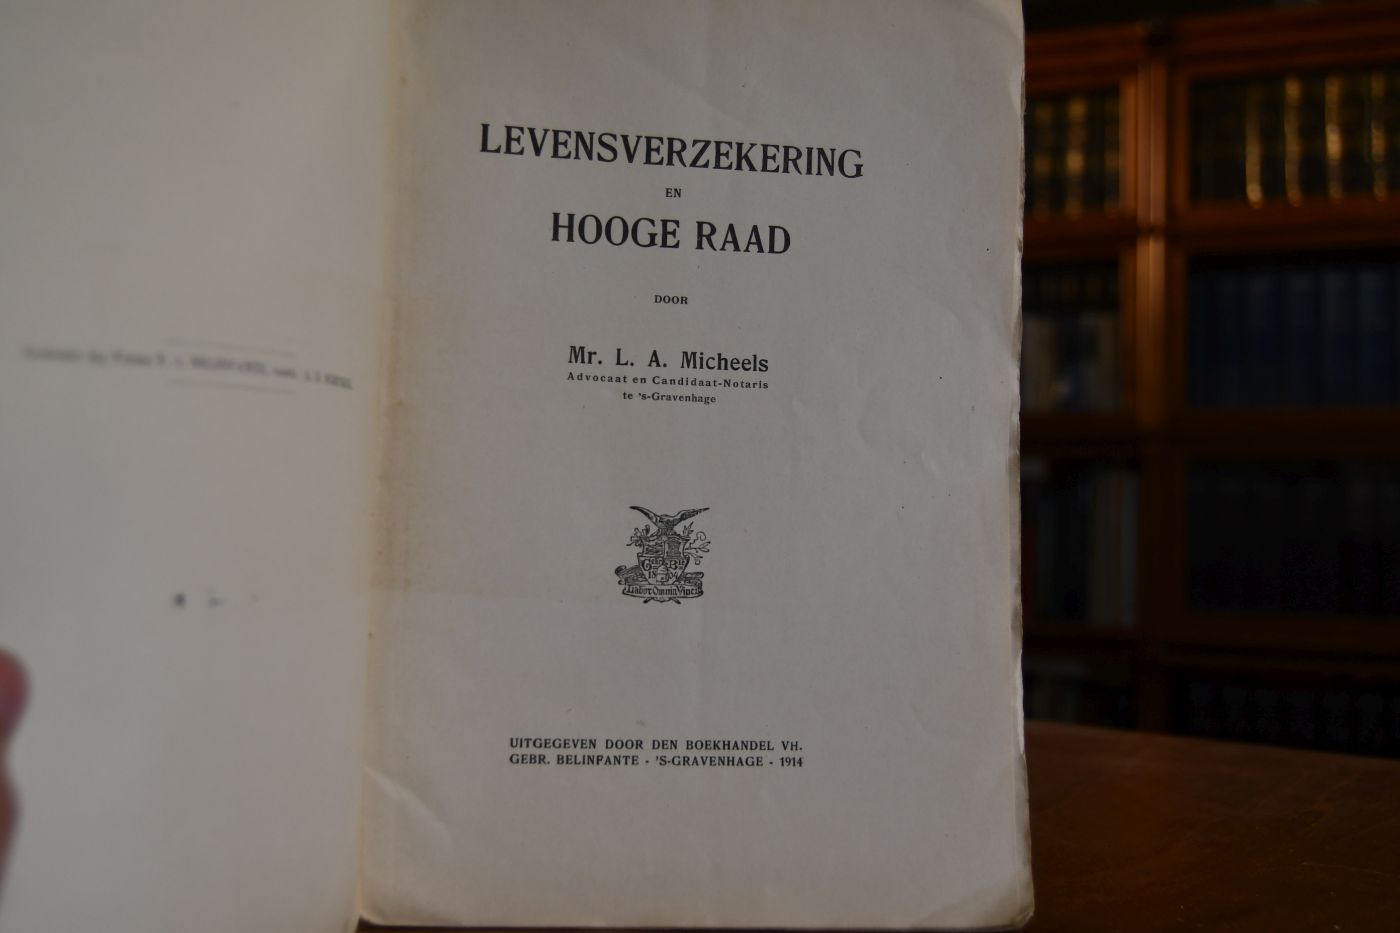 LEVENSVERZEKERING
EN
HOOGE RAAD
DOOR
Mr. L. A. Micheels
Advocaat en Candidaat-Notaris
te 's-Gravenhage
Labor Omnia Vincit
UITGEGEVEN DOOR DEN BOEKHANDEL VH.
GEBR. BELINFANTE - 'S-GRAVENHAGE - 1914